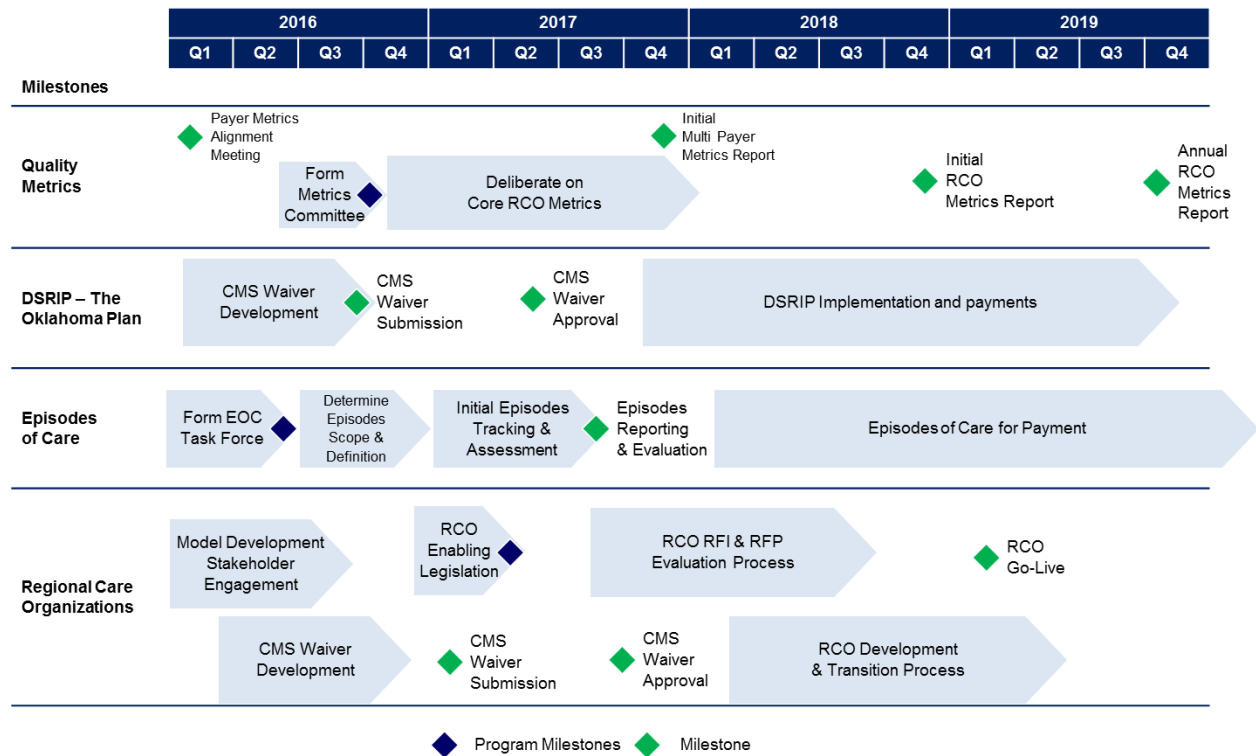 2016 2017 2018 2019
Q1 Q2 Q3 Q4 Q1 Q2 Q3 Q4 Q1 Q2 Q3 Q4 Q1 Q2 Q3 Q4
Milestones
Quality
Metrics
Payer Metrics
Alignment
Meeting
Form
Metrics
Committee
Deliberate on
Core RCO Metrics
Initial
Multi Payer
Metrics Report
Initial
RCO
Metrics Report
Annual
RCO
Metrics
Report
DSRIP – The
Oklahoma Plan
CMS Waiver
Development
CMS
Waiver
Submission
CMS
Waiver
Approval
DSRIP Implementation and payments
Episodes
of Care
Form EOC
Task Force
Determine
Episodes
Scope &
Definition
Initial Episodes
Tracking &
Assessment
Episodes
Reporting
& Evaluation
Episodes of Care for Payment
Regional Care
Organizations
Model Development
Stakeholder
Engagement
RCO
Enabling
Legislation
RCO RFI & RFP
Evaluation Process
RCO
Go-Live
CMS Waiver
Development
CMS
Waiver
Submission
CMS
Waiver
Approval
RCO Development
& Transition Process
Program Milestones Milestone